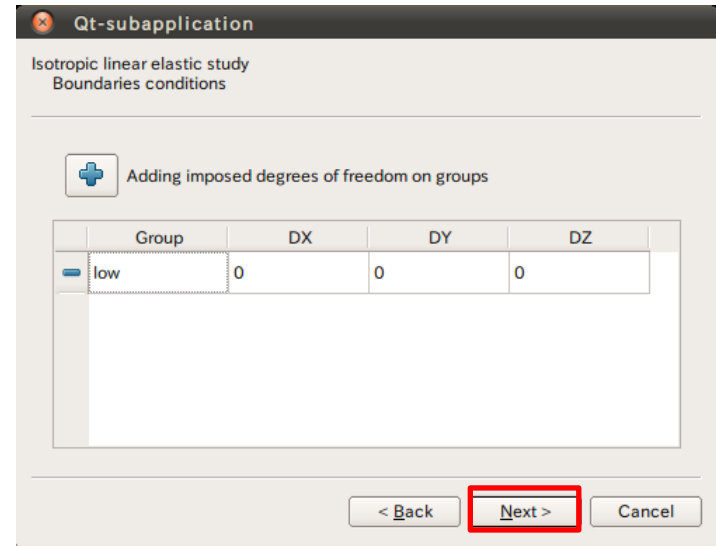 Qt-subapplication
Isotropic linear elastic study
Boundaries conditions
Adding imposed degrees of freedom on groups
Group DX DY DZ
low 0 0 0
< Back Next > Cancel